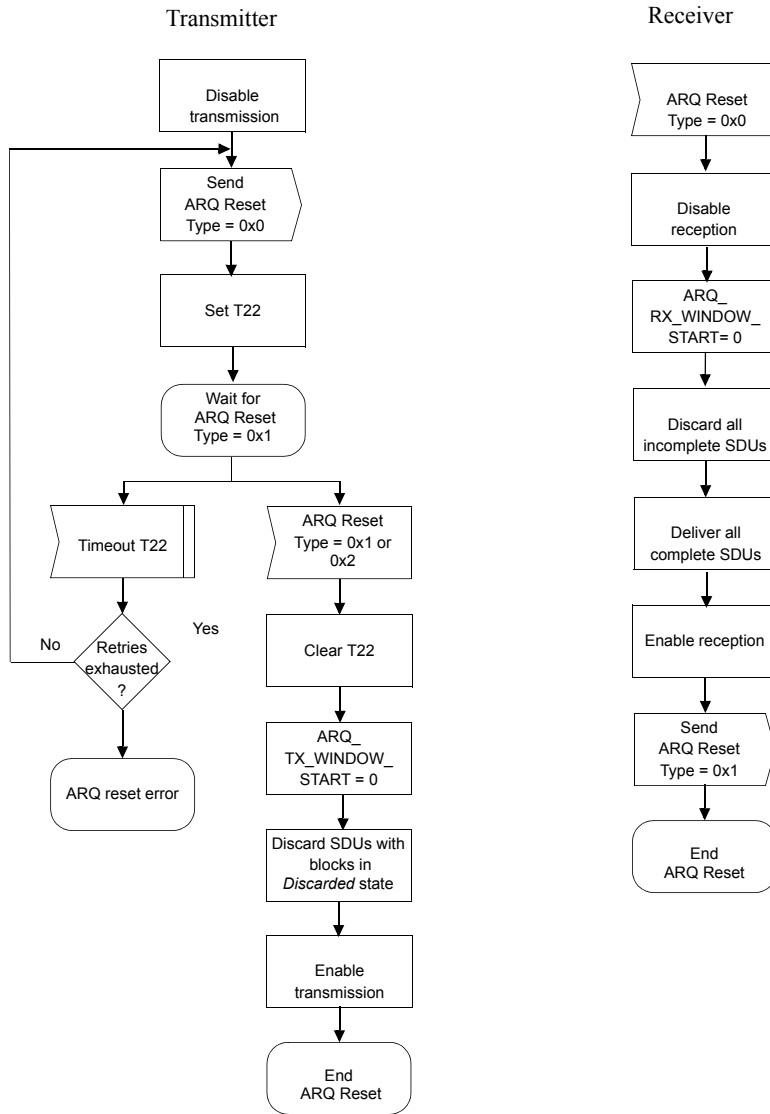 Transmitter
Disable
transmission
Send
ARQ Reset
Type = 0x0
Set T22
Wait for
ARQ Reset
Type = 0x1
Timeout T22
ARQ Reset
Type = 0x1 or
0x2
No
Yes
Retries
exhausted
?
Clear T22
ARQ reset error
ARQ_
TX_WINDOW_
START = 0
Discard SDUs with
blocks in
Discarded state
Enable
transmission
End
ARQ Reset
Receiver
ARQ Reset
Type = 0x0
Disable
reception
ARQ_
RX_WINDOW_
START= 0
Discard all
incomplete SDUs
Deliver all
complete SDUs
Enable reception
Send
ARQ Reset
Type = 0x1
End
ARQ Reset